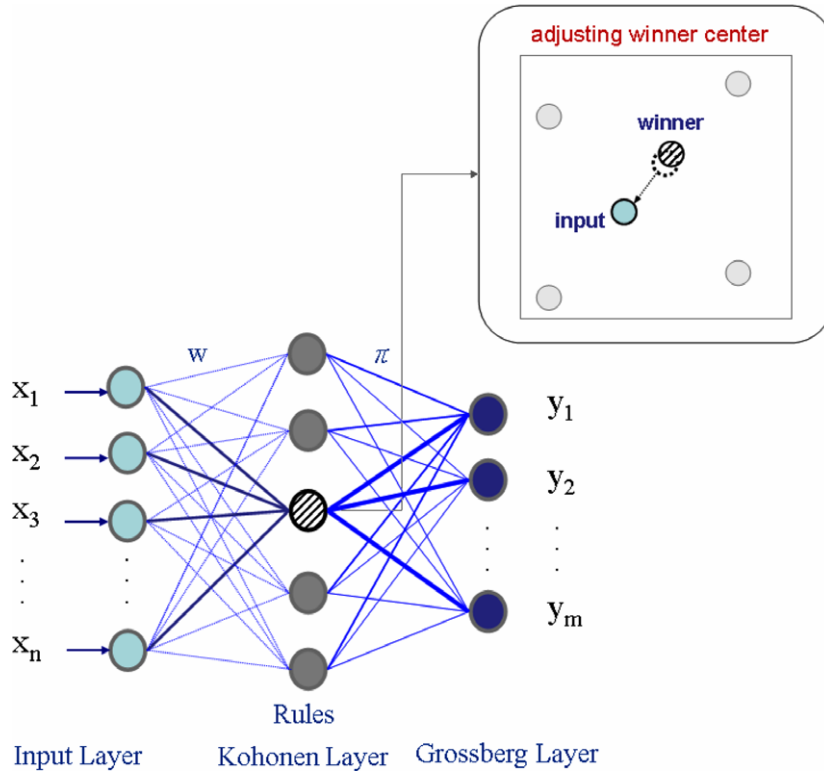 adjusting winner center
winner
input
w
π
x1
x2
x3
xn
y1
y2
ym
Rules
Input Layer
Kohonen Layer
Grossberg Layer